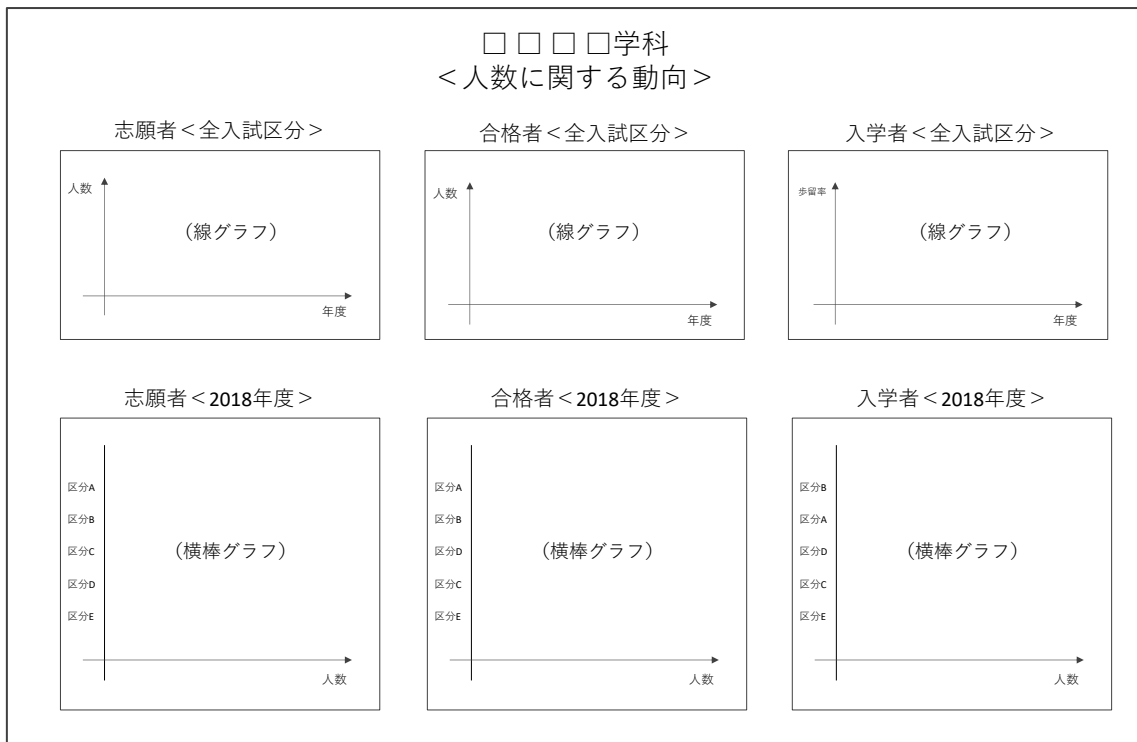 □ □ □ □学科
＜人数に関する動向＞
志願者＜全入試区分＞
人数
（線グラフ）
年度
合格者＜全入試区分＞
人数
（線グラフ）
年度
入学者＜全入試区分＞
歩留率
（線グラフ）
年度
志願者＜2018年度＞
区分A
区分B
区分C
区分D
区分E
（横棒グラフ）
人数
合格者＜2018年度＞
区分A
区分B
区分D
区分C
区分E
（横棒グラフ）
人数
入学者＜2018年度＞
区分B
区分A
区分D
区分C
区分E
（横棒グラフ）
人数